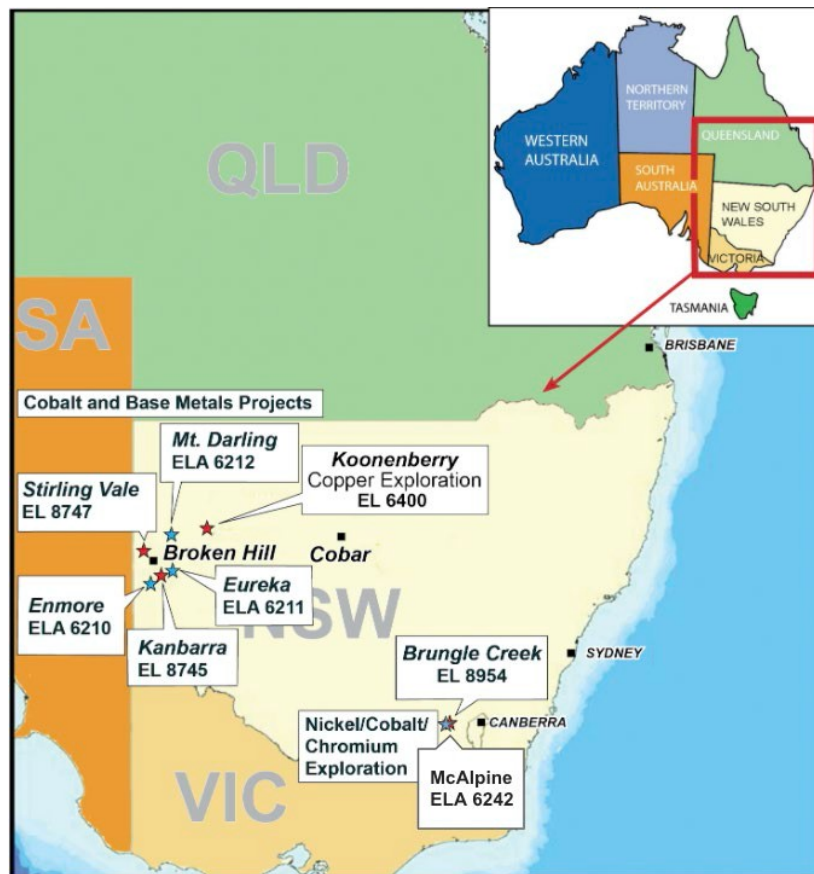 NORTHERN
TERRITORY
QUEENSLAND
WESTERN
AUSTRALIA
SOUTH
AUSTRALIA
NEW SOUTH
WALES
VICTORIA
TASMANIA
QLD
SA
BRISBANE
Cobalt and Base Metals Projects
Mt. Darling
ELA 6212
Koonenberry
Copper Exploration
EL 6400
Stirling Vale
EL 8747
Broken Hill
Cobar
Enmore
ELA 6210
Eureka
ELA 6211
NSW
Kanbarra
EL 8745
Brungle Creek
EL 8954
SYDNEY
Nickel/Cobalt/
Chromium
Exploration
CANBERRA
McAlpine
ELA 6242
VIC